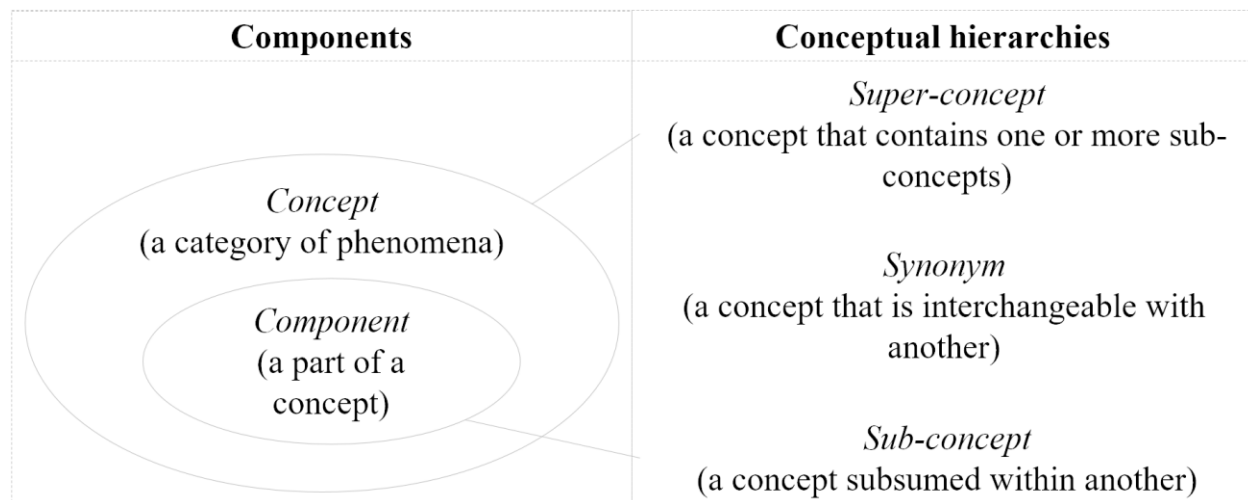 Components
Concept
(a category of phenomena)
Component
(a part of a
concept)
Conceptual hierarchies
Super-concept
(a concept that contains one or more sub-
concepts)
Synonym
(a concept that is interchangeable with
another)
Sub-concept
(a concept subsumed within another)